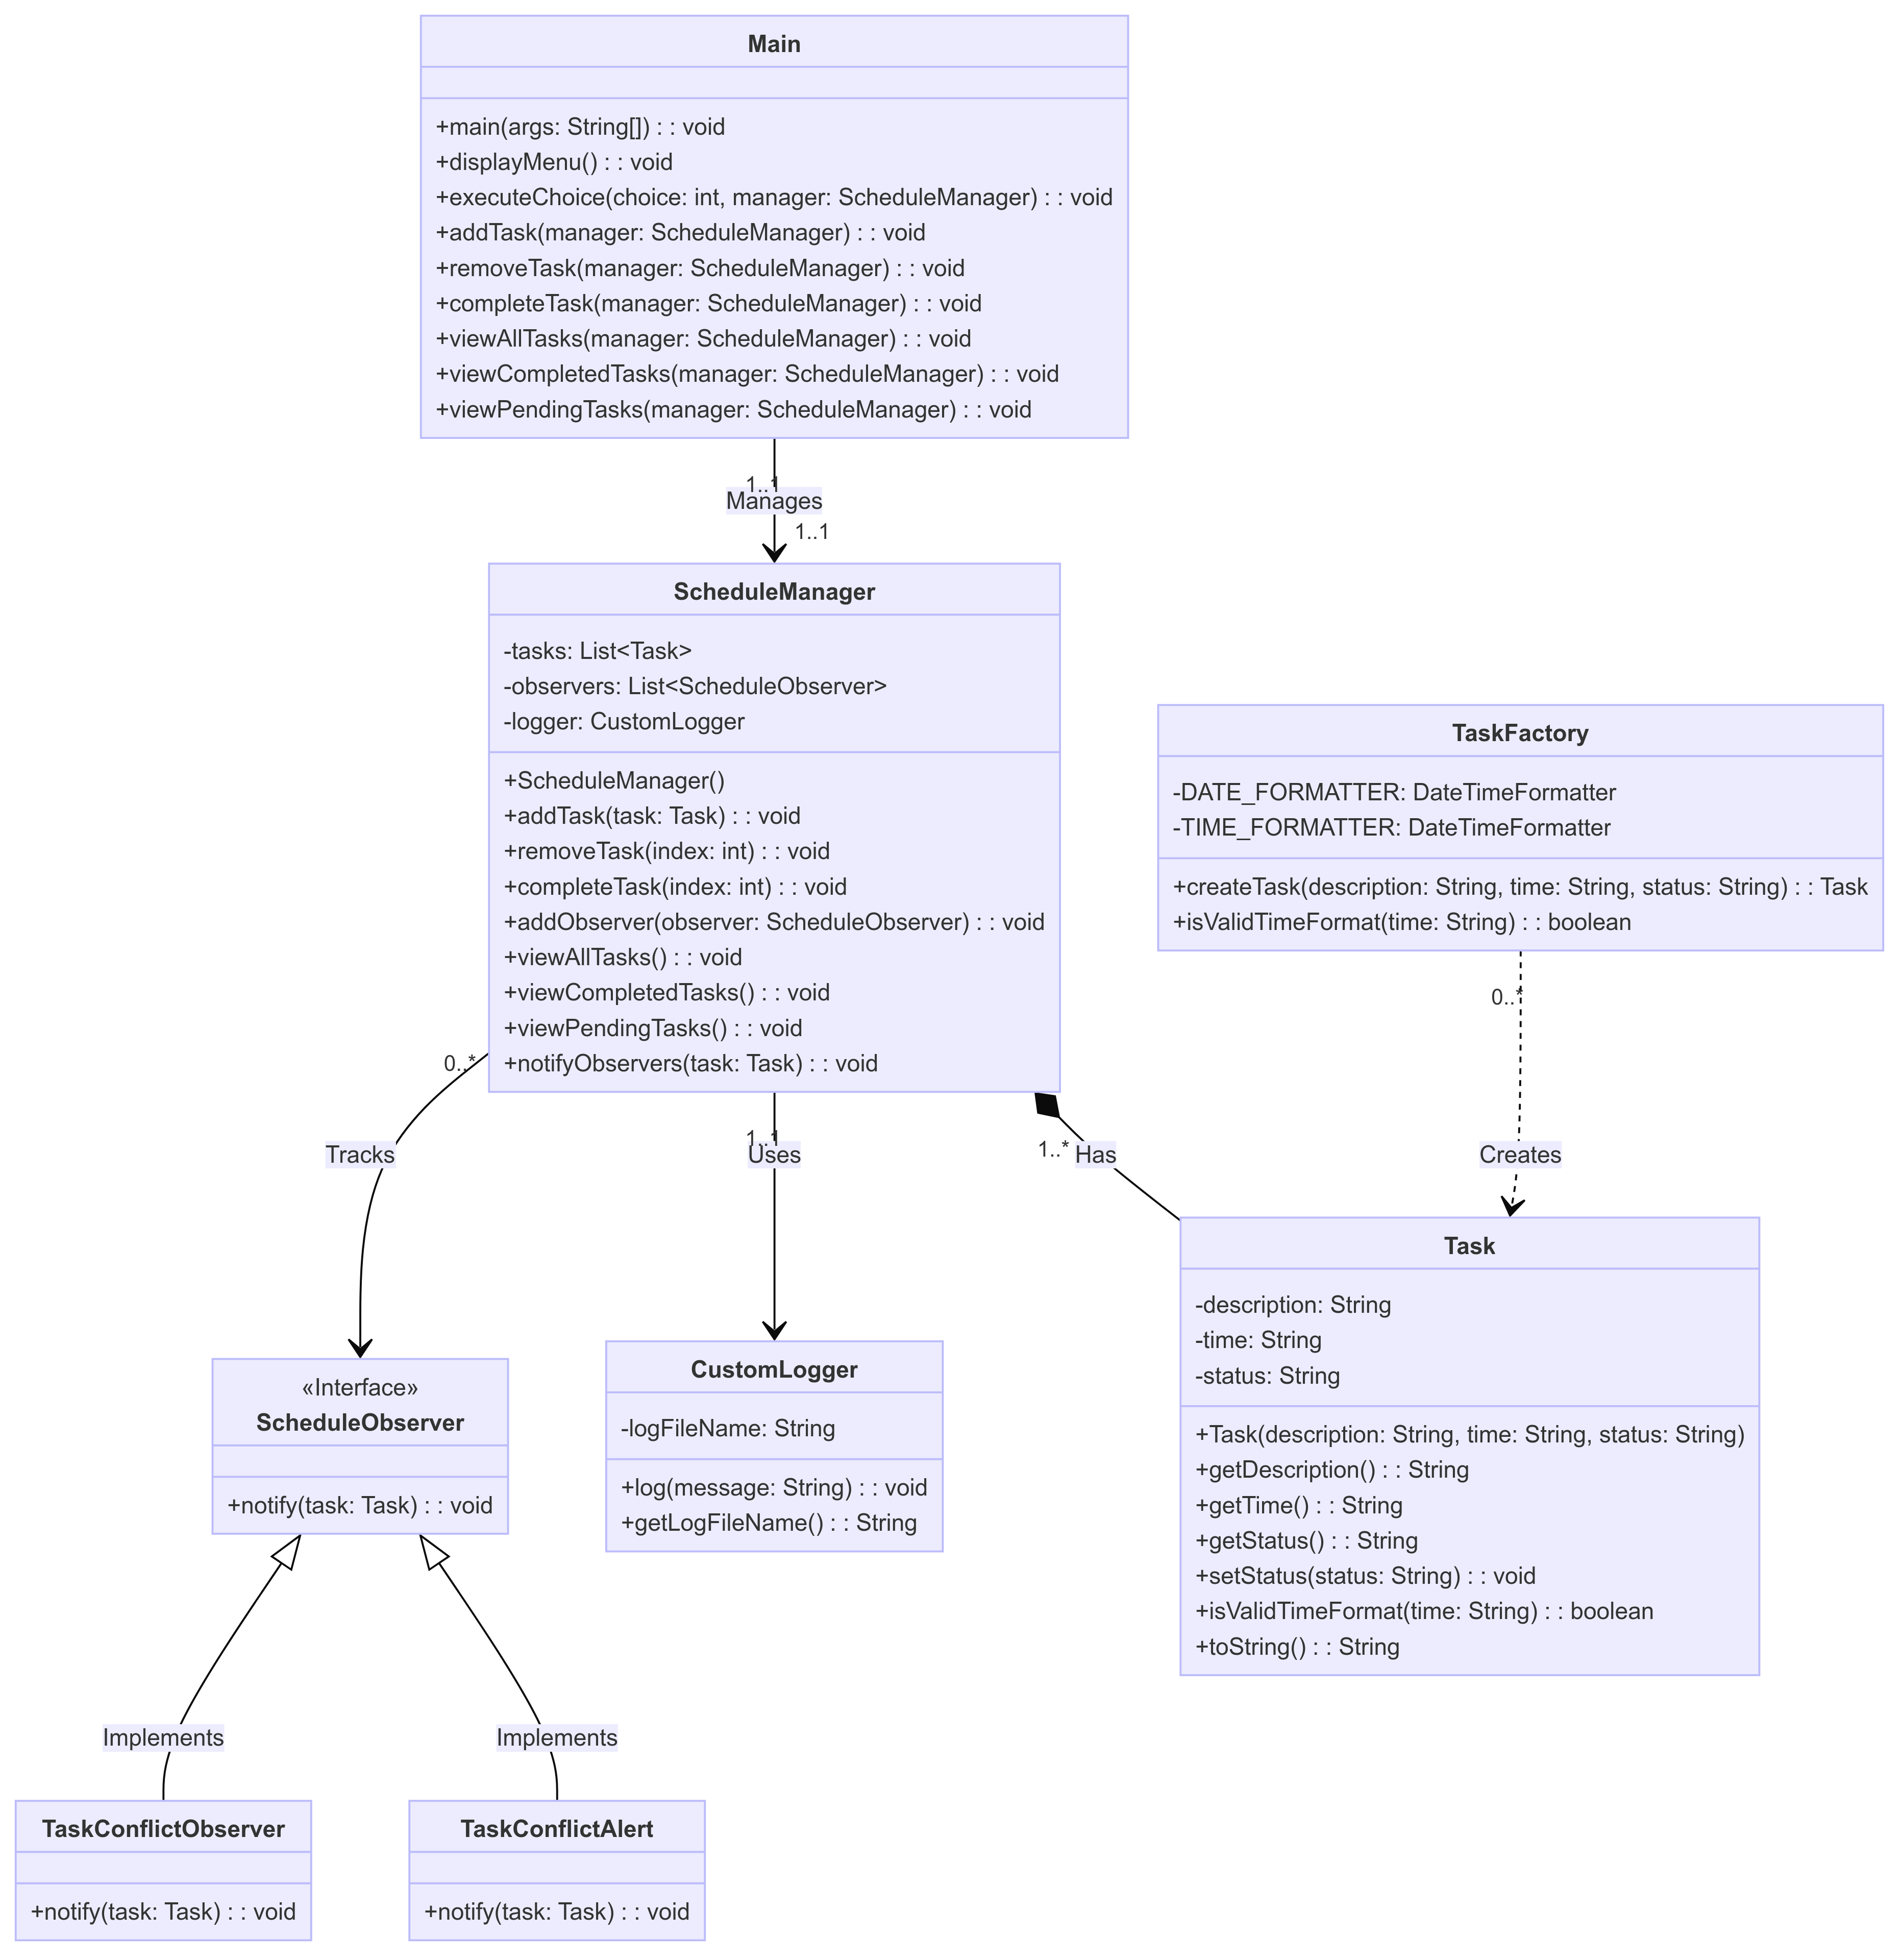 Main
+main(args: String[]) : : void
+displayMenu() : : void
+executeChoice(choice: int, manager: ScheduleManager) : : void
+addTask(manager: ScheduleManager) : : void
+removeTask(manager: ScheduleManager) : : void
+completeTask(manager: ScheduleManager) : : void
+viewAllTasks(manager: ScheduleManager) : : void
+viewCompletedTasks(manager: ScheduleManager) : : void
+viewPendingTasks(manager: ScheduleManager) : : void
1..1
Manages
1..1
ScheduleManager
-tasks: List<Task>
-observers: List<ScheduleObserver>
-logger: CustomLogger
+ScheduleManager()
+addTask(task: Task) : : void
+removeTask(index: int) : : void
+completeTask(index: int) : : void
+addObserver(observer: ScheduleObserver) : : void
+viewAllTasks() : : void
+viewCompletedTasks() : : void
+viewPendingTasks() : : void
+notifyObservers(task: Task) : : void
TaskFactory
-DATE_FORMATTER: DateTimeFormatter
-TIME_FORMATTER: DateTimeFormatter
+createTask(description: String, time: String, status: String) : : Task
+isValidTimeFormat(time: String) : : boolean
0..*
Tracks
1..1
Uses
1..*
Has
0..*
Creates
«Interface»
ScheduleObserver
+notify(task: Task) : : void
CustomLogger
-logFileName: String
+log(message: String) : : void
+getLogFileName() : : String
Task
-description: String
-time: String
-status: String
+Task(description: String, time: String, status: String)
+getDescription() : : String
+getTime() : : String
+getStatus() : : String
+setStatus(status: String) : : void
+isValidTimeFormat(time: String) : : boolean
+toString() : : String
Implements
Implements
TaskConflictObserver
+notify(task: Task) : : void
TaskConflictAlert
+notify(task: Task) : : void